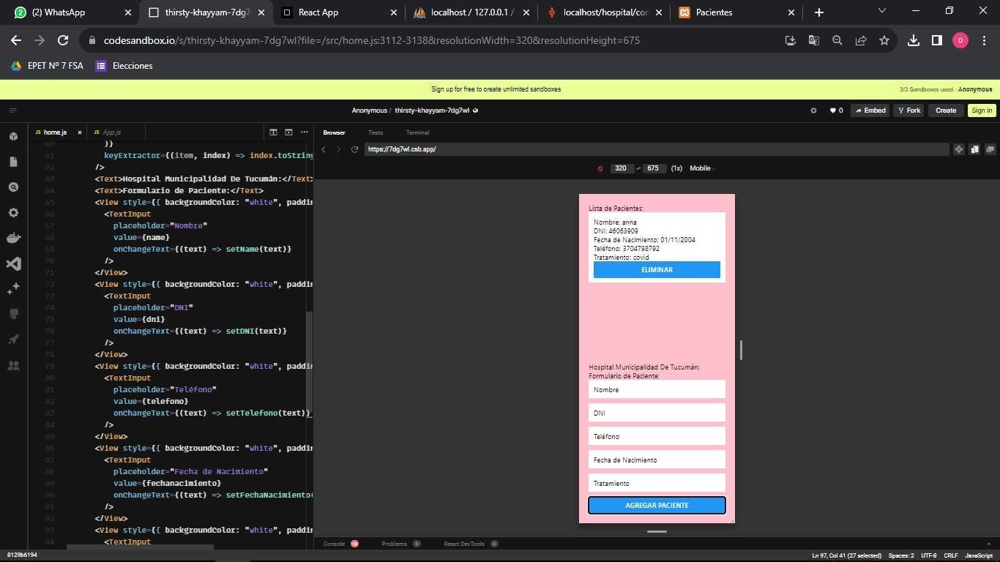 (2) WhatsApp
thirsty-khayyam-7dg7
React App
localhost / 127.0.0.1 /
localhost/hospital/con
Pacientes
codesandbox.io/s/thirsty-khayyam-7dg7wl?file=/src/home.js:3112-3138&resolutionWidth=320&resolutionHeight=675
EPET Nº 7 FSA
Elecciones
Sign up for free to create unlimited sandboxes
3/3 Sandboxes used - Anonymous
Anonymous / thirsty-khayyam-7dg7wl
0
Embed
Fork
Create
Sign in
JS home.js
JS App.js
Browser
Tests
Terminal
https://7dg7wl.csb.app/
320
675
(1x)
Mobile
60 )}
61 keyExtractor={(item, index) => index.toString
62 />
63 <Text>Hospital Municipalidad De Tucumán:</Text>
64 <Text>Formulario de Paciente:</Text>
65 <View style={{ backgroundColor: "white", paddin
66 <TextInput
67 placeholder="Nombre"
68 value={name}
69 onChangeText={(text) => setName(text)}
70 />
71 </View>
72 <View style={{ backgroundColor: "white", paddin
73 <TextInput
74 placeholder="DNI"
75 value={dni}
76 onChangeText={(text) => setDNI(text)}
77 />
78 </View>
79 <View style={{ backgroundColor: "white", paddin
80 <TextInput
81 placeholder="Teléfono"
82 value={telefono}
83 onChangeText={(text) => setTelefono(text)}
84 />
85 </View>
86 <View style={{ backgroundColor: "white", paddin
87 <TextInput
88 placeholder="Fecha de Nacimiento"
89 value={fechanacimiento}
90 onChangeText={(text) => setFechaNacimiento(
91 />
92 </View>
93 <View style={{ backgroundColor: "white", paddin
94 <TextInput
Lista de Pacientes:
Nombre: anna
DNI: 46063909
Fecha de Nacimiento: 01/11/2004
Teléfono: 3704798792
Tratamiento: covid
ELIMINAR
Hospital Municipalidad De Tucumán:
Formulario de Paciente:
Nombre
DNI
Teléfono
Fecha de Nacimiento
Tratamiento
AGREGAR PACIENTE
Console
Problems 0
React DevTools 0
8129b6194
Ln 97, Col 41 (27 selected)
Spaces: 2
UTF-8
CRLF
JavaScript